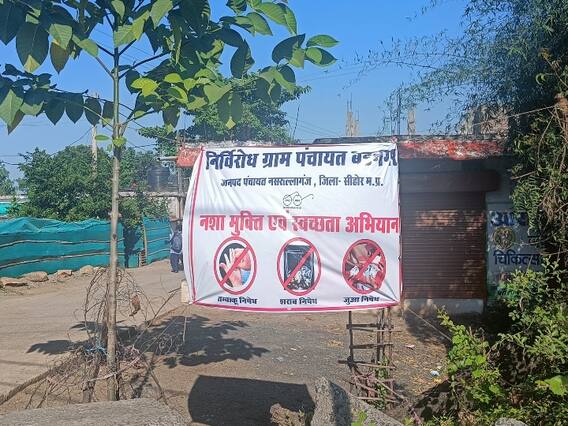 निर्विरोध ग्राम पंचायत
जनपद पंचायत नसरुल्लागंज, जिला- सीहोर म.प्र.
नशा मुक्ति एवं स्वच्छता अभियान
तम्बाकू निषेध
शराब निषेध
जुआ निषेध